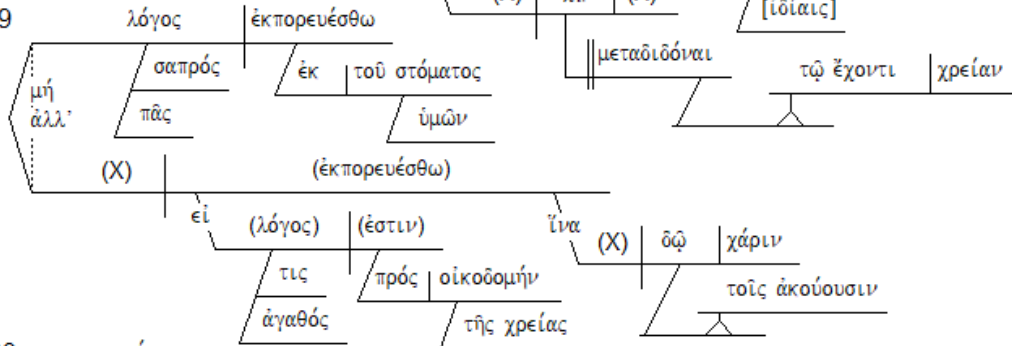 9 λόγος ἐκπορευέσθω [ἰδίαις]
σαπρός ἐκ τοῦ στόματος μεταδιδόναι τῷ ἔχοντι χρείαν
μή
ἀλλ’ πᾶς ὑμῶν
(X) (ἐκπορευέσθω)
εἰ (λόγος) (ἐστιν) ἵνα (X) δῷ χάριν
τις πρός οἰκοδομήν τοῖς ἀκούουσιν
ἀγαθός τῆς χρείας